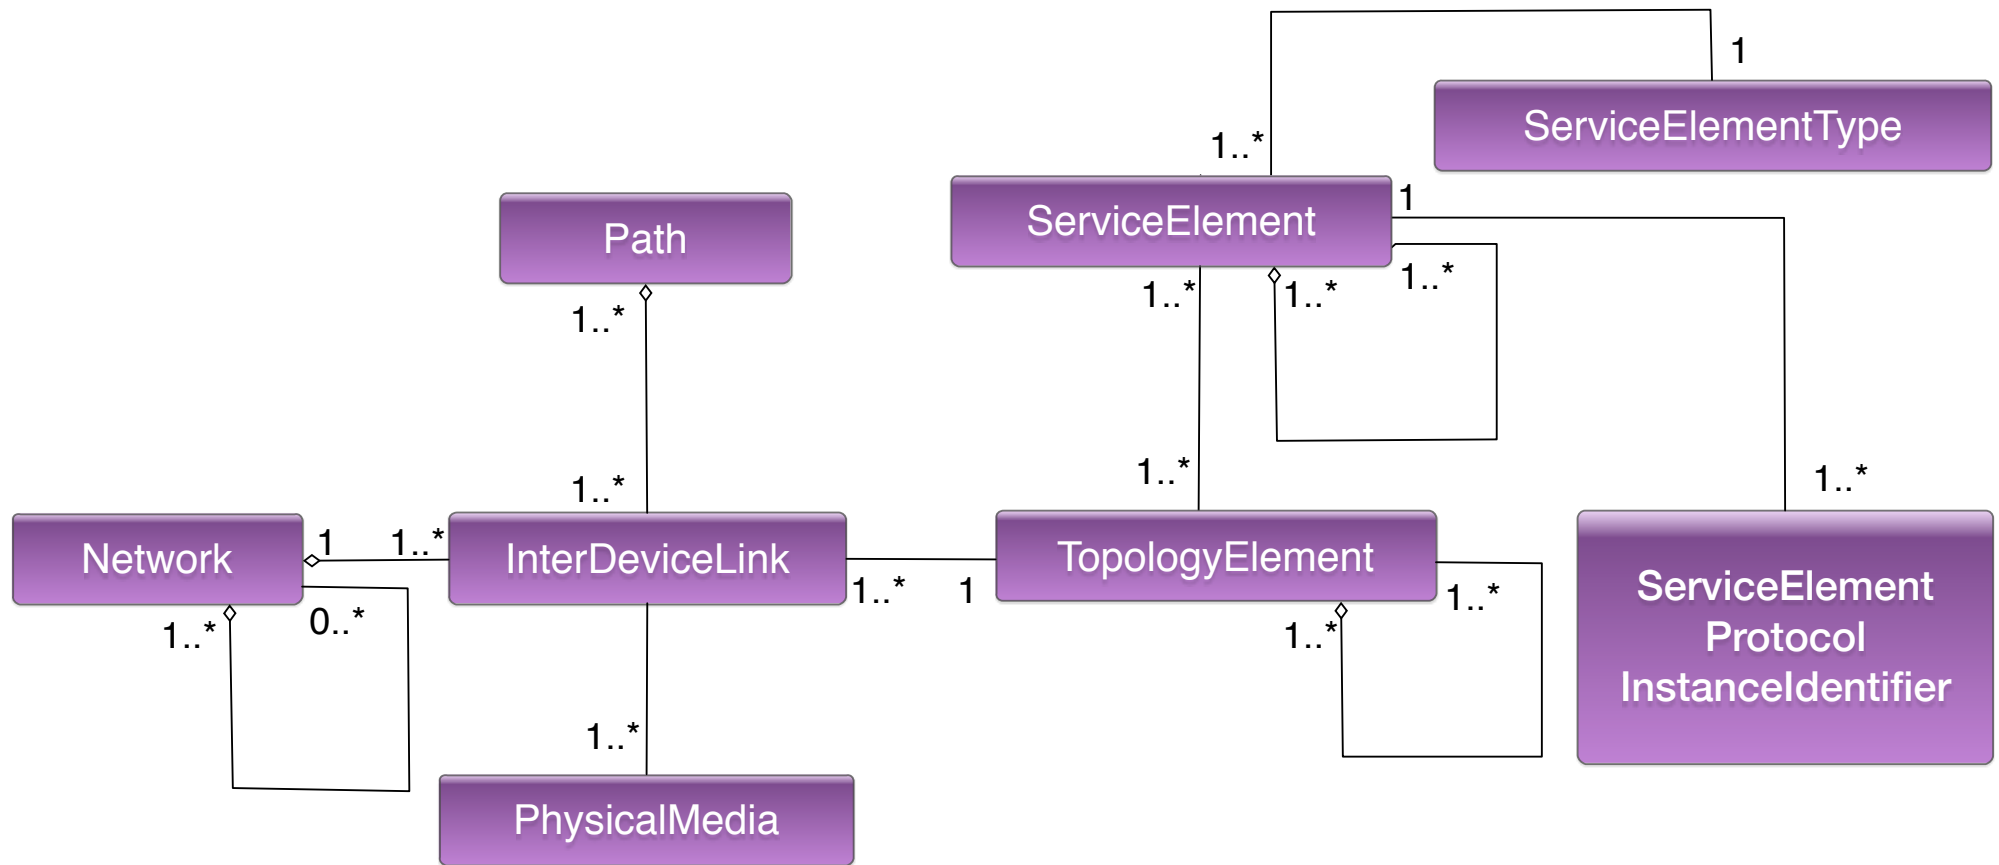 1
ServiceElementType
1..*
ServiceElement
1
Path
1..*
1..*
1..*
1..*
1..*
1..*
1..*
1..*
Network
1
1..*
InterDeviceLink
1..*
1
TopologyElement
1..*
0..*
1..*
1..*
ServiceElement
Protocol
InstanceIdentifier
1..*
PhysicalMedia